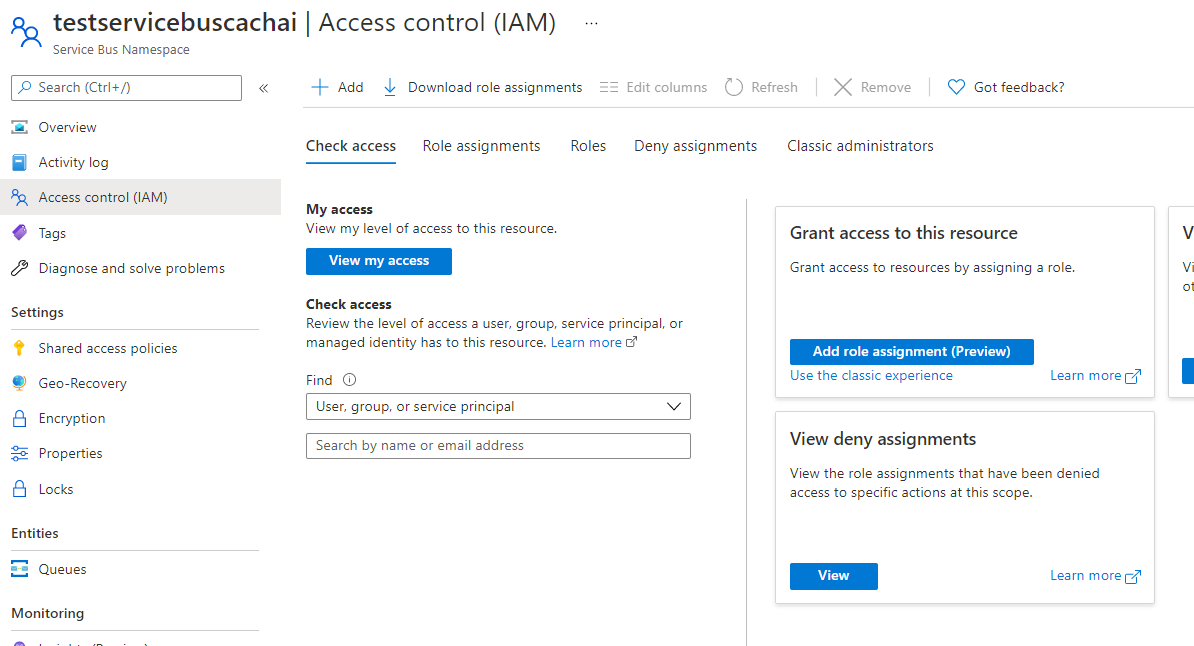 testservicebuscachai | Access control (IAM) ...
Service Bus Namespace
Search (Ctrl+/)
«
Overview
Activity log
Access control (IAM)
Tags
Diagnose and solve problems
Settings
Shared access policies
Geo-Recovery
Encryption
Properties
Locks
Entities
Queues
Monitoring
Add
Download role assignments
Edit columns
Refresh
Remove
Got feedback?
Check access
Role assignments
Roles
Deny assignments
Classic administrators
My access
View my level of access to this resource.
View my access
Check access
Review the level of access a user, group, service principal, or
managed identity has to this resource. Learn more
Find
User, group, or service principal
Search by name or email address
Grant access to this resource
Grant access to resources by assigning a role.
Add role assignment (Preview)
Use the classic experience
Learn more
View deny assignments
View the role assignments that have been denied
access to specific actions at this scope.
View
Learn more